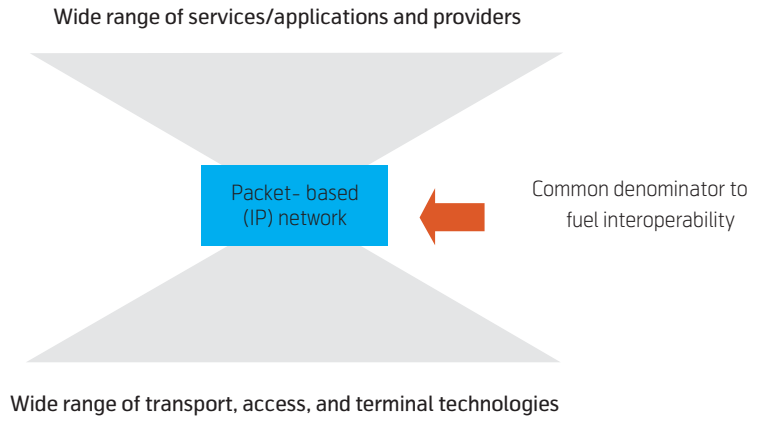 Wide range of services/applications and providers
Packet- based
(IP) network
Common denominator to
fuel interoperability
Wide range of transport, access, and terminal technologies